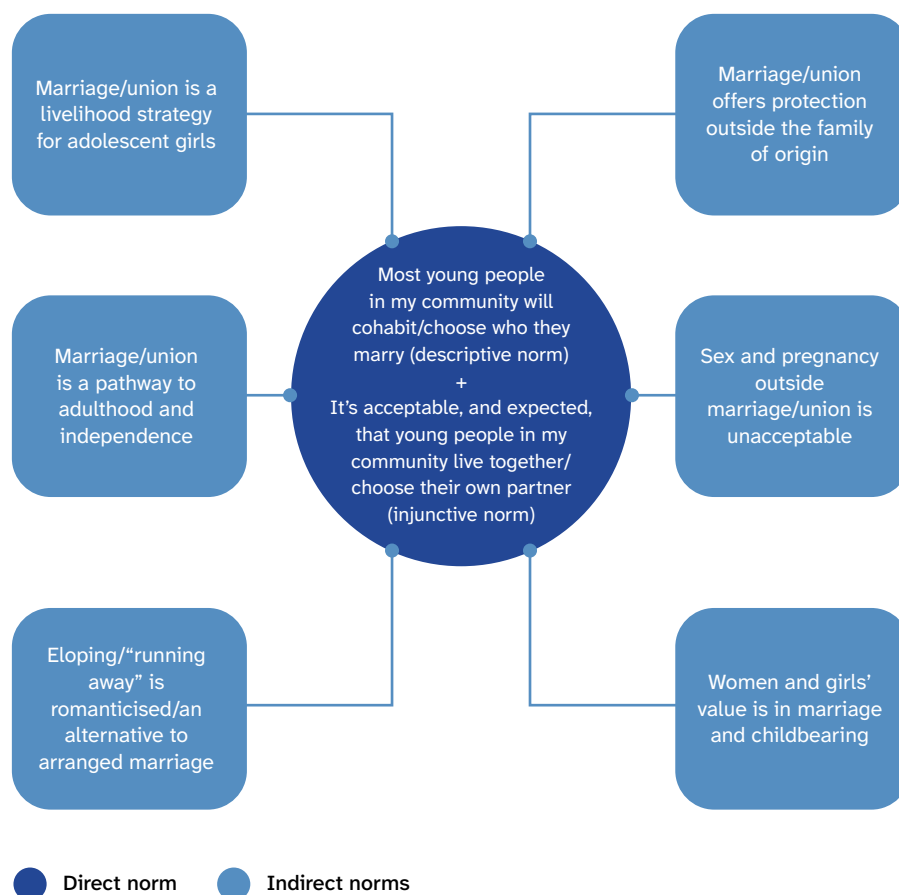 Marriage/union is a
livelihood strategy
for adolescent girls
Marriage/union
offers protection
outside the family
of origin
Most young people
in my community will
cohabit/choose who they
marry (descriptive norm)
+
It’s acceptable, and expected,
that young people in my
community live together/
choose their own partner
(injunctive norm)
Marriage/union
is a pathway to
adulthood and
independence
Sex and pregnancy
outside
marriage/union is
unacceptable
Eloping/“running
away” is
romanticised/an
alternative to
arranged marriage
Women and girls’
value is in marriage
and childbearing
Direct norm
Indirect norms